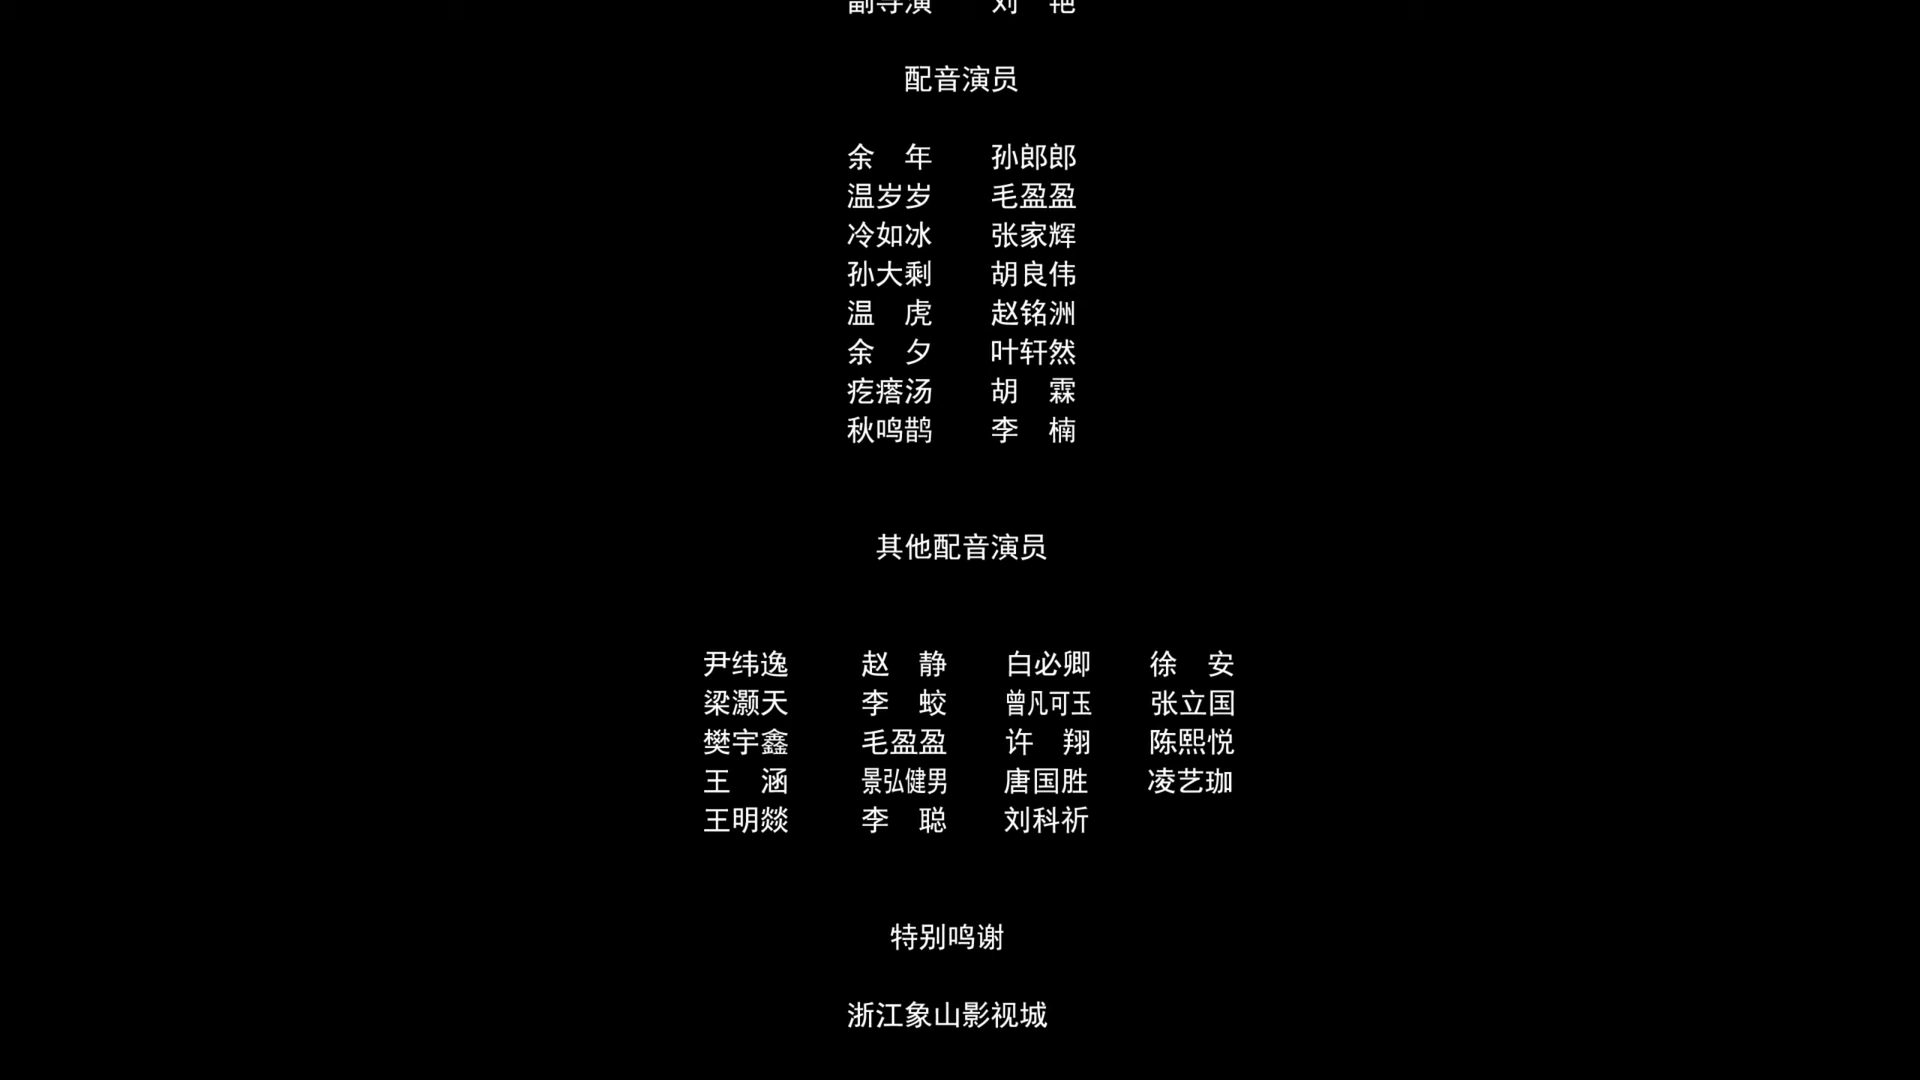 副导演 刘 艳
配音演员
余 年 孙郎郎
温岁岁 毛盈盈
冷如冰 张家辉
孙大剩 胡良伟
温 虎 赵铭洲
余 夕 叶轩然
疙瘩汤 胡 霖
秋鸣鹊 李 楠
其他配音演员
尹纬逸 赵 静 白必卿 徐 安
梁灏天 李 蛟 曾凡可玉 张立国
樊宇鑫 毛盈盈 许 翔 陈熙悦
王 涵 景弘健男 唐国胜 凌艺珈
王明燚 李 聪 刘科祈
特别鸣谢
浙江象山影视城